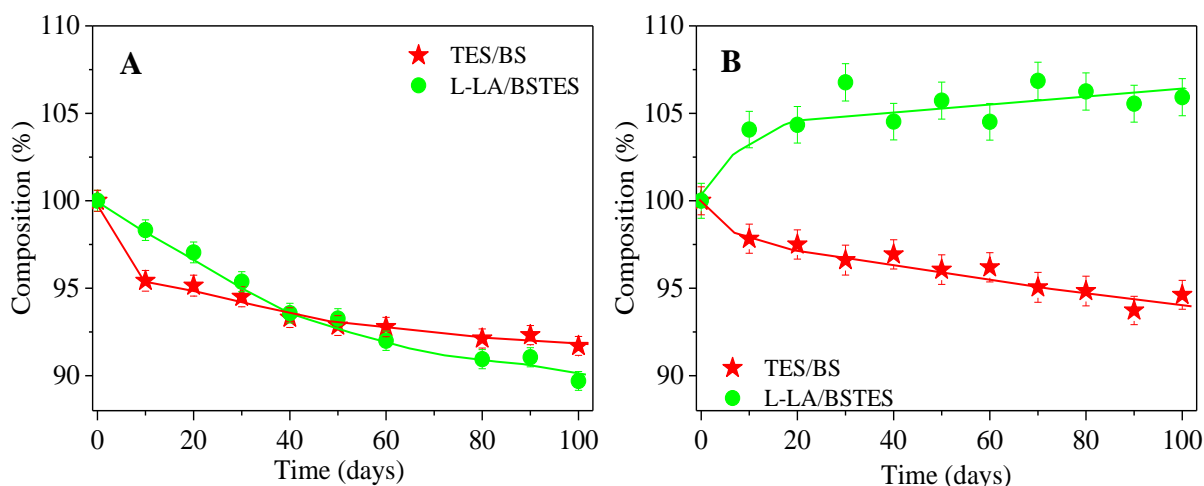 A
TES/BS
L-LA/BSTES
Composition (%)
110
105
100
95
90
0 20 40 60 80 100
Time (days)
B
TES/BS
L-LA/BSTES
Composition (%)
110
105
100
95
90
0 20 40 60 80 100
Time (days)